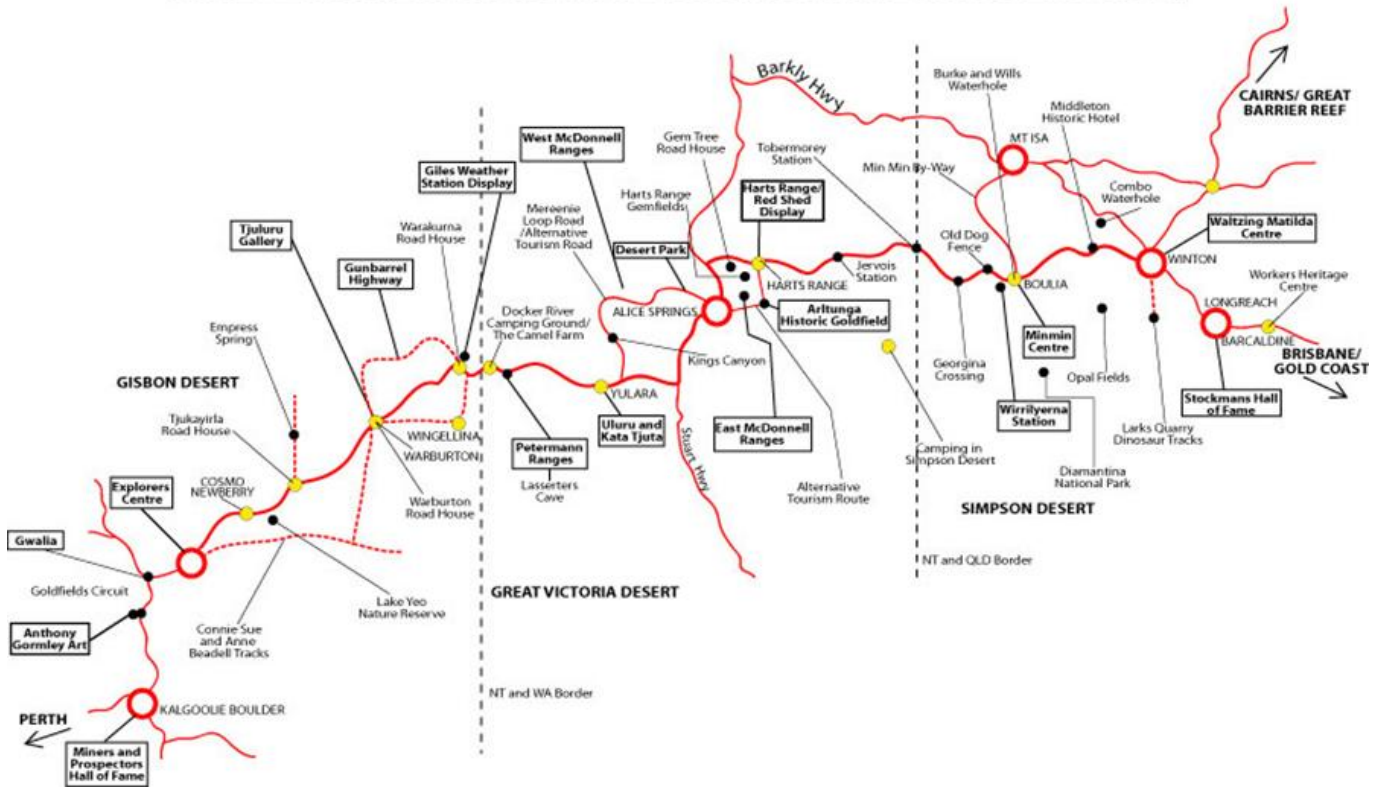 Barkly Hwy
Burke and Wills
Waterhole
CAIRNS/ GREAT
BARRIER REEF
Middleton
Historic Hotel
MT ISA
West McDonnell
Ranges
Gem Tree
Road House
Tobermorey
Station
Min Min By-Way
Giles Weather
Station Display
Harts Range/
Red Shed
Display
Combo
Waterhole
Mereenie
Loop Road
/Alternative
Tourism Road
Harts Range
Gemfields
Waltzing Matilda
Centre
Tjuluru
Gallery
Warakurna
Road House
Desert Park
Old Dog
Fence
WINTON
Gunbarrel
Highway
Jervois
Station
HARTS RANGE
BOULIA
Workers Heritage
Centre
LONGREACH
Docker River
Camping Ground/
The Camel Farm
ALICE SPRINGS
Arltunga
Historic Goldfield
Empress
Spring
Minmin
Centre
BARCALDINE
Kings Canyon
Georgina
Crossing
Opal Fields
BRISBANE/
GOLD COAST
GISBON DESERT
YULARA
Stockmans Hall
of Fame
Tjukayirla
Road House
WINGELLINA
Uluru and
Kata Tjuta
East McDonnell
Ranges
Wirrilyerna
Station
Larks Quarry
Dinosaur Tracks
WARBURTON
Petermann
Ranges
Stuart Hwy
Camping in
Simpson Desert
Lasserters
Cave
Diamantina
National Park
Explorers
Centre
COSMO
NEWBERRY
Warburton
Road House
Alternative
Tourism Route
SIMPSON DESERT
Gwalia
NT and QLD Border
Goldfields Circuit
GREAT VICTORIA DESERT
Lake Yeo
Nature Reserve
Anthony
Gormley Art
Connie Sue
and Anne
Beadell Tracks
NT and WA Border
KALGOOLIE BOULDER
PERTH
Miners and
Prospectors
Hall of Fame